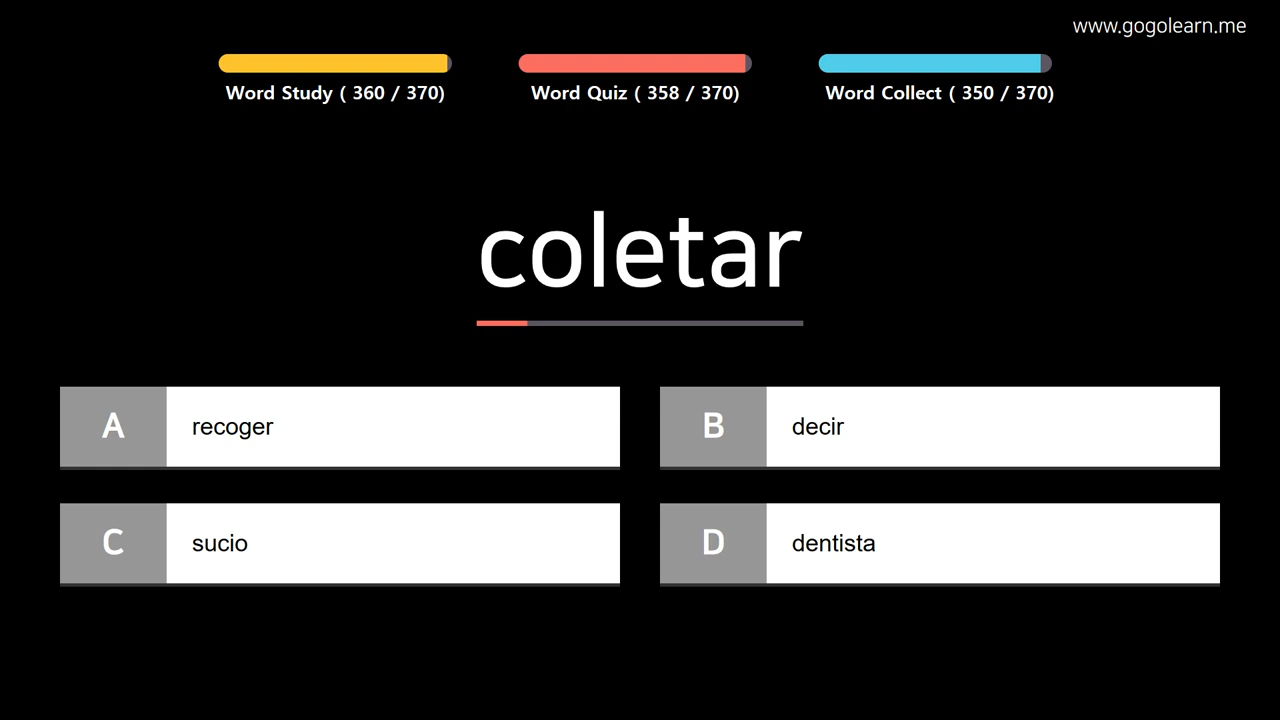 www.gogolearn.me
Word Study ( 360 / 370)
Word Quiz ( 358 / 370)
Word Collect ( 350 / 370)
coletar
A recoger
B decir
C sucio
D dentista